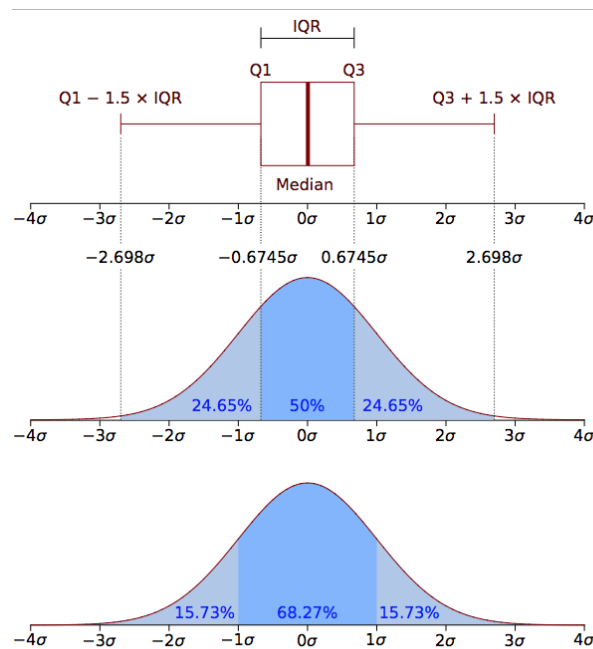 IQR
Q1 Q3
Q1 − 1.5 × IQR Q3 + 1.5 × IQR
Median
−4σ −3σ −2σ −1σ 0σ 1σ 2σ 3σ 4σ
−2.698σ −0.6745σ 0.6745σ 2.698σ
24.65% 50% 24.65%
−4σ −3σ −2σ −1σ 0σ 1σ 2σ 3σ 4σ
15.73% 68.27% 15.73%
−4σ −3σ −2σ −1σ 0σ 1σ 2σ 3σ 4σ